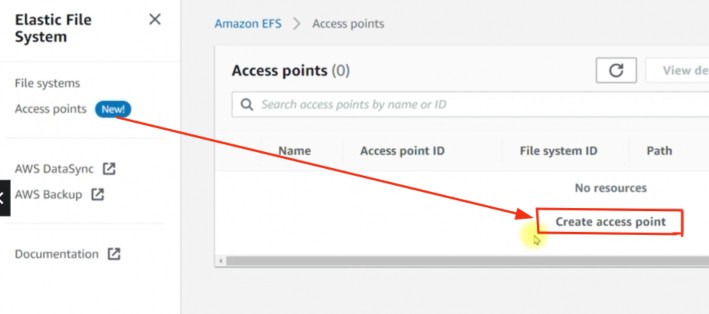 Elastic File
System
File systems
Access points New!
AWS DataSync
AWS Backup
Documentation
Amazon EFS > Access points
Access points (0)
View de
Search access points by name or ID
Name Access point ID File system ID Path
No resources
Create access point